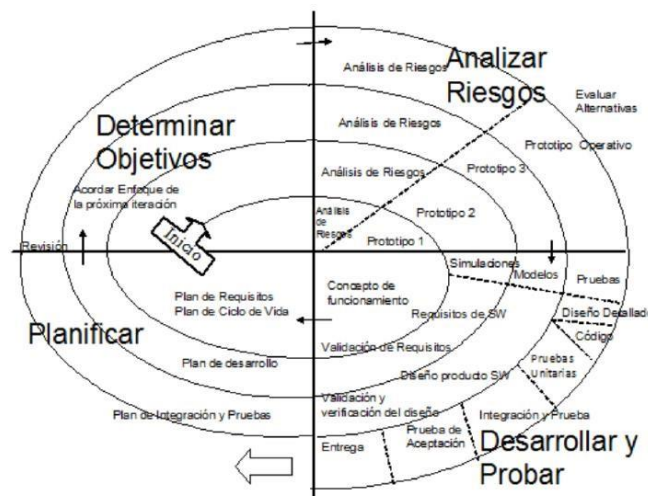 Analizar
Riesgos
Análisis de Riesgos
Evaluar
Alternativas
Determinar
Objetivos
Análisis de Riesgos
Prototipo Operativo
Prototipo 3
Análisis de Riesgos
Acordar Enfoque de
la próxima iteración
Análisis
de
Riesgos
Prototipo 2
Prototipo 1
Revisión
Inicio
Simulaciones
Modelos
Pruebas
Plan de Requisitos
Plan de Ciclo de Vida
Concepto de
funcionamiento
Requisitos de SW
Diseño Detallado
Código
Planificar
Validación de Requisitos
Plan de desarrollo
Diseño producto SW
Pruebas
Unitarias
Plan de Integración y Pruebas
Validación y
verificación del diseño
Integración y Prueba
Prueba de
Aceptación
Entrega
Desarrollar y
Probar